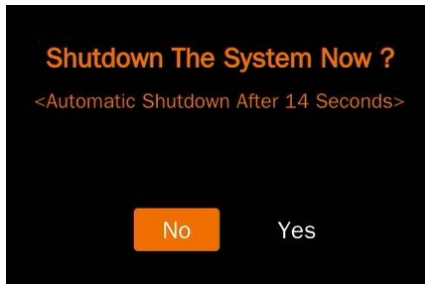 Shutdown The System Now ?
<Automatic Shutdown After 14 Seconds>
No Yes